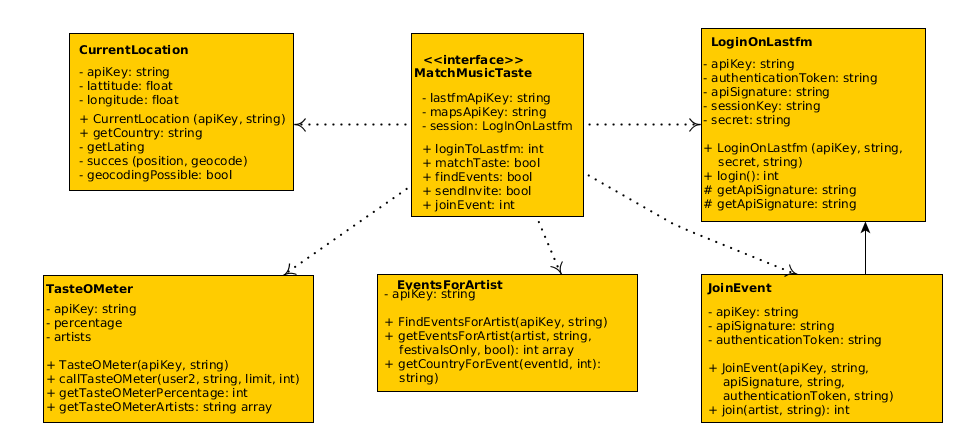 CurrentLocation
- apiKey: string
- lattitude: float
- longitude: float
+ CurrentLocation (apiKey, string)
+ getCountry: string
- getLating
- succes (position, geocode)
- geocodingPossible: bool
<<interface>>
MatchMusicTaste
- lastfmApiKey: string
- mapsApiKey: string
- session: LogInOnLastfm
+ loginToLastfm: int
+ matchTaste: bool
+ findEvents: bool
+ sendInvite: bool
+ joinEvent: int
LoginOnLastfm
- apiKey: string
- authenticationToken: string
- apiSignature: string
- sessionKey: string
- secret: string
+ LoginOnLastfm (apiKey, string,
secret, string)
+ login(): int
# getApiSignature: string
# getApiSignature: string
TasteOMeter
- apiKey: string
- percentage
- artists
+ TasteOMeter(apiKey, string)
+ callTasteOMeter(user2, string, limit, int)
+ getTasteOMeterPercentage: int
+ getTasteOMeterArtists: string array
EventsForArtist
- apiKey: string
+ FindEventsForArtist(apiKey, string)
+ getEventsForArtist(artist, string,
festivalsOnly, bool): int array
+ getCountryForEvent(eventId, int):
string)
JoinEvent
- apiKey: string
- apiSignature: string
- authenticationToken: string
+ JoinEvent(apiKey, string,
apiSignature, string,
authenticationToken, string)
+ join(artist, string): int